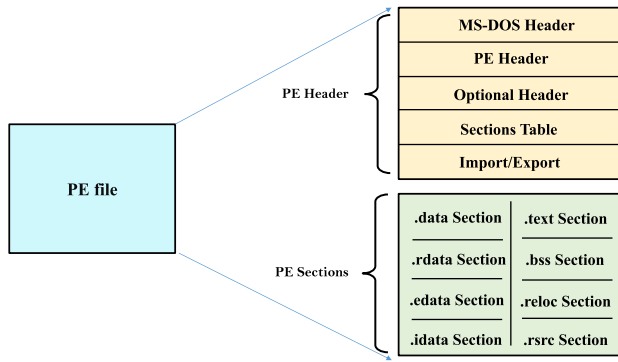 PE file
PE Header
MS-DOS Header
PE Header
Optional Header
Sections Table
Import/Export
PE Sections
.data Section
.text Section
.rdata Section
.bss Section
.edata Section
.reloc Section
.idata Section
.rsrc Section